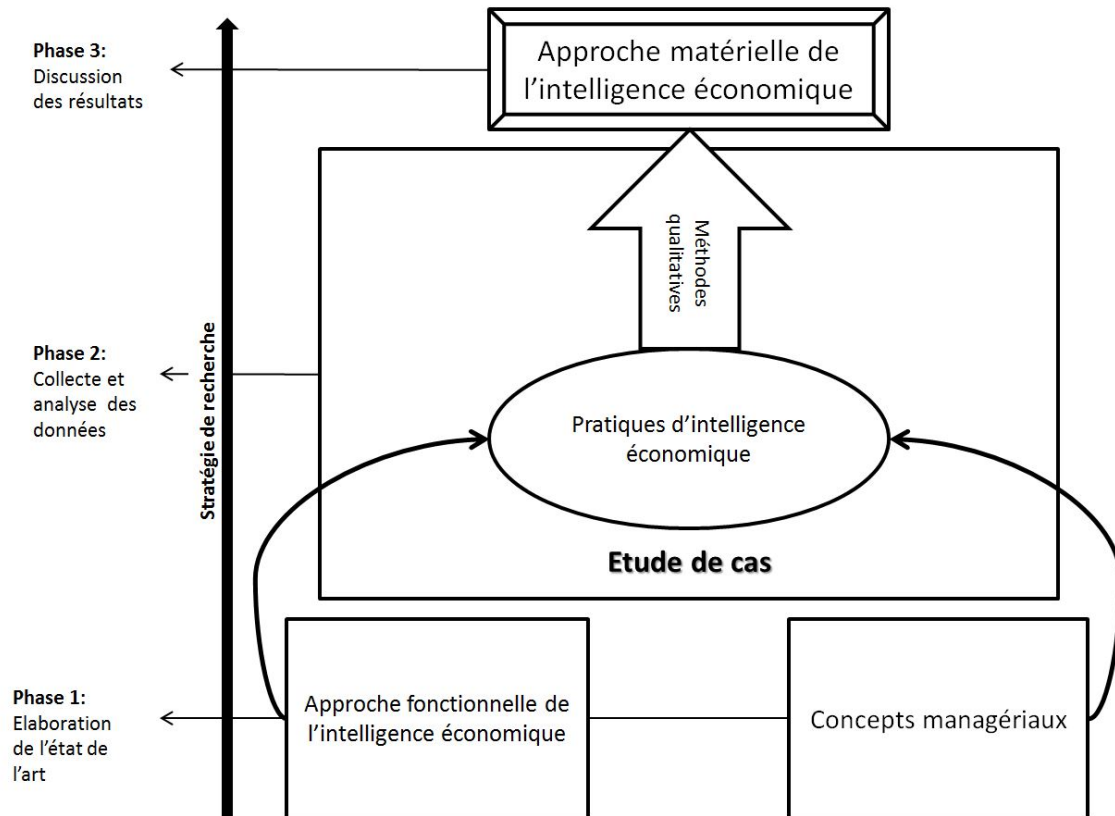 Phase 3:
Discussion
des résultats
Approche matérielle de
l'intelligence économique
Méthodes
qualitatives
Stratégie de recherche
Phase 2:
Collecte et
analyse des
données
Pratiques d'intelligence
économique
Etude de cas
Phase 1:
Elaboration
de l'état de
l'art
Approche fonctionnelle de
l'intelligence économique
Concepts managériaux